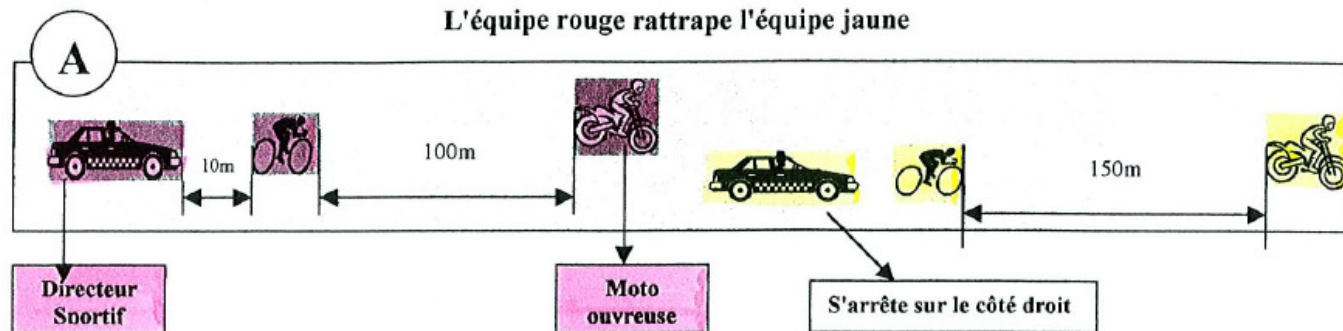 L'équipe rouge rattrape l'équipe jaune
A
10m
100m
150m
Directeur
Sportif
Moto
ouvreuse
S'arrête sur le côté droit